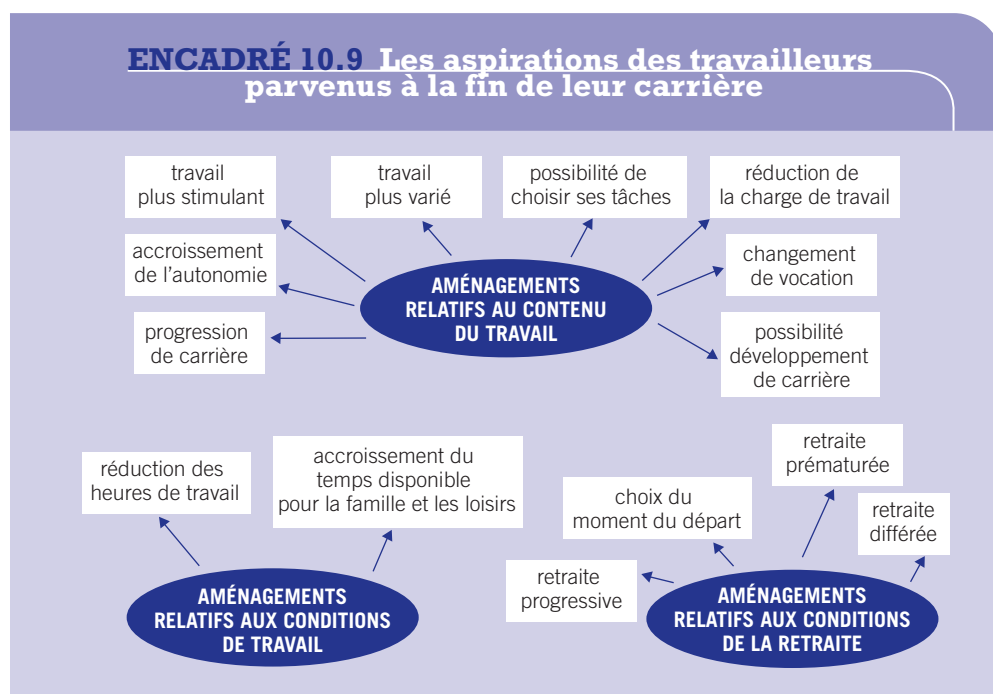 ENCADRÉ 10.9 Les aspirations des travailleurs
parvenus à la fin de leur carrière
travail
plus stimulant
travail
plus varié
possibilité de
choisir ses tâches
réduction de
la charge de travail
accroissement
de l'autonomie
changement
de vocation
progression
de carrière
possibilité
développement
de carrière
AMÉNAGEMENTS
RELATIFS AU CONTENU
DU TRAVAIL
réduction des
heures de travail
accroissement du
temps disponible
pour la famille et les loisirs
AMÉNAGEMENTS
RELATIFS AUX CONDITIONS
DE TRAVAIL
retraite
prématurée
choix du
moment du départ
retraite
différée
retraite
progressive
AMÉNAGEMENTS
RELATIFS AUX CONDITIONS
DE LA RETRAITE